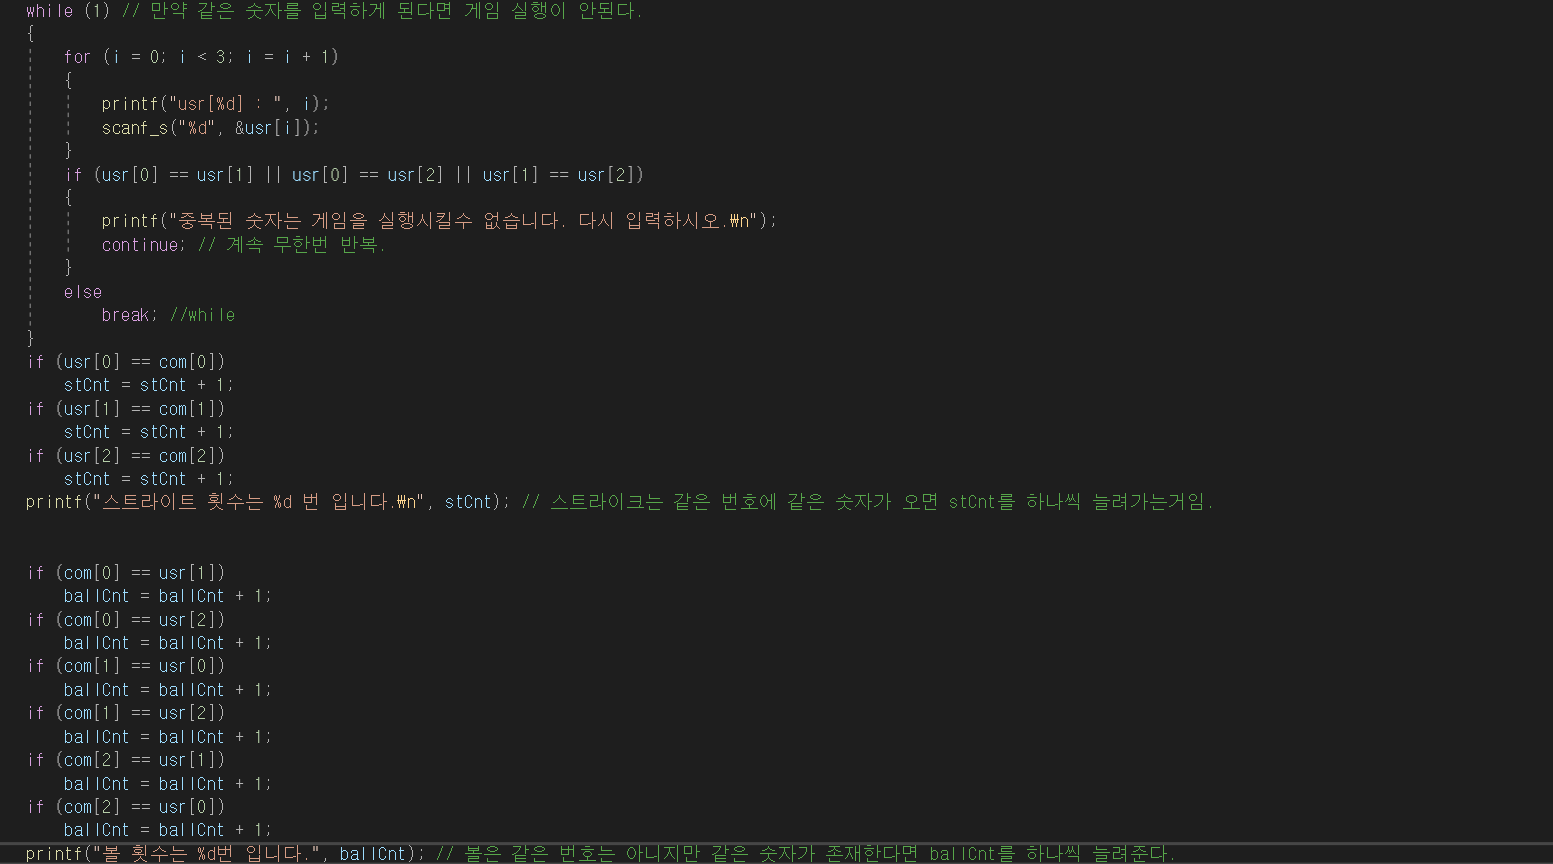 while (1) // 만약 같은 숫자를 입력하게 된다면 게임 실행이 안된다.
{
for (i = 0; i < 3; i = i + 1)
{
printf("usr[%d] : ", i);
scanf_s("%d", &usr[i]);
}
if (usr[0] == usr[1] || usr[0] == usr[2] || usr[1] == usr[2])
{
printf("중복된 숫자는 게임을 실행시킬수 없습니다. 다시 입력하시오.₩n");
continue; // 계속 무한번 반복.
}
else
break; //while
}
if (usr[0] == com[0])
stCnt = stCnt + 1;
if (usr[1] == com[1])
stCnt = stCnt + 1;
if (usr[2] == com[2])
stCnt = stCnt + 1;
printf("스트라이트 횟수는 %d 번 입니다.₩n", stCnt); // 스트라이크는 같은 번호에 같은 숫자가 오면 stCnt를 하나씩 늘려가는거임.
if (com[0] == usr[1])
ballCnt = ballCnt + 1;
if (com[0] == usr[2])
ballCnt = ballCnt + 1;
if (com[1] == usr[0])
ballCnt = ballCnt + 1;
if (com[1] == usr[2])
ballCnt = ballCnt + 1;
if (com[2] == usr[1])
ballCnt = ballCnt + 1;
if (com[2] == usr[0])
ballCnt = ballCnt + 1;
printf("볼 횟수는 %d번 입니다.", ballCnt); // 볼은 같은 번호는 아니지만 같은 숫자가 존재한다면 ballCnt를 하나씩 늘려준다.